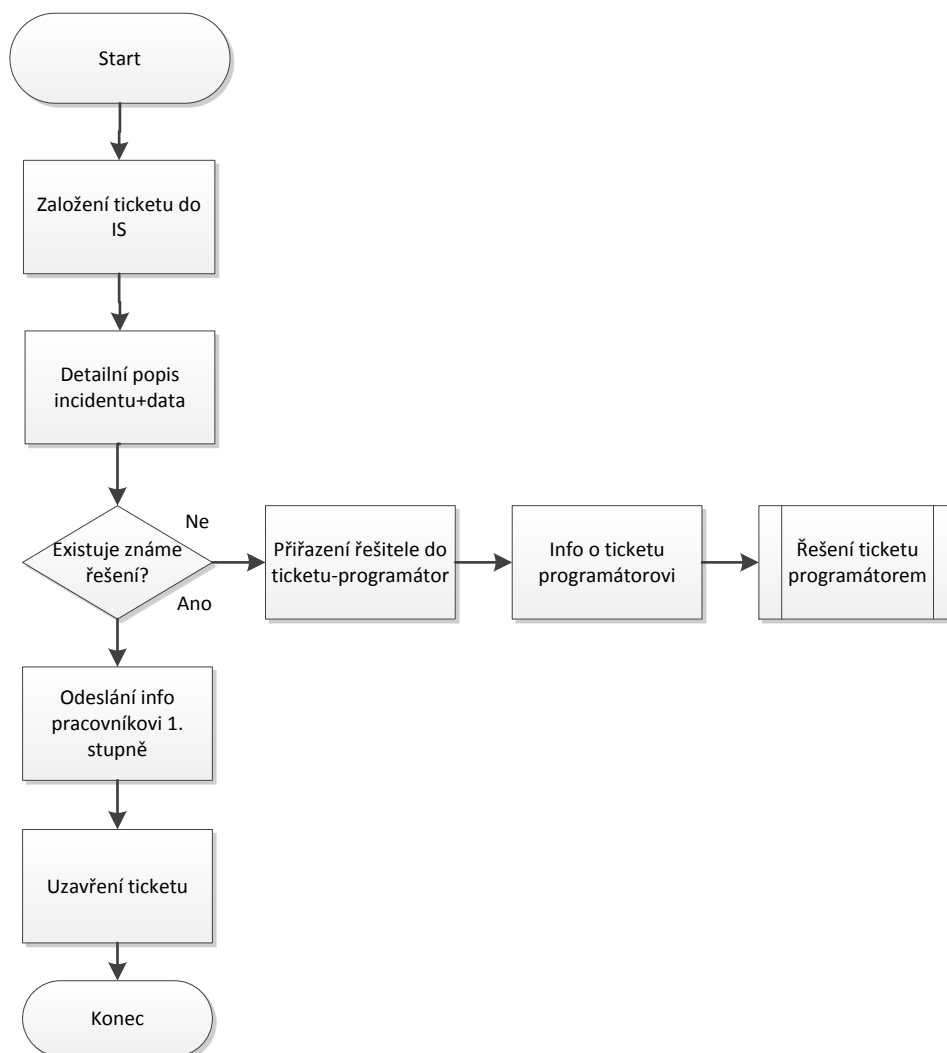 Start
Založení ticketu do
IS
Detailní popis
incidentu+data
Existuje známe
řešení?
Ne
Ano
Přiřazení řešitele do
ticketu-programátor
Info o ticketu
programátorovi
Řešení ticketu
programátorem
Odeslání info
pracovníkovi 1.
stupně
Uzavření ticketu
Konec